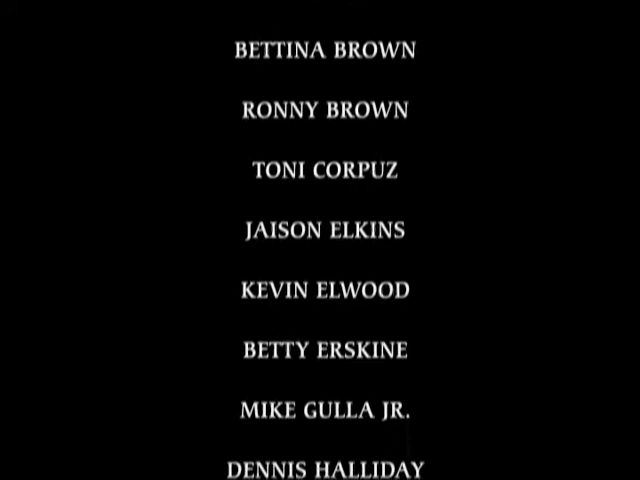 BETTINA BROWN
RONNY BROWN
TONI CORPUZ
JAISON ELKINS
KEVIN ELWOOD
BETTY ERSKINE
MIKE GULLA JR.
DENNIS HALLIDAY